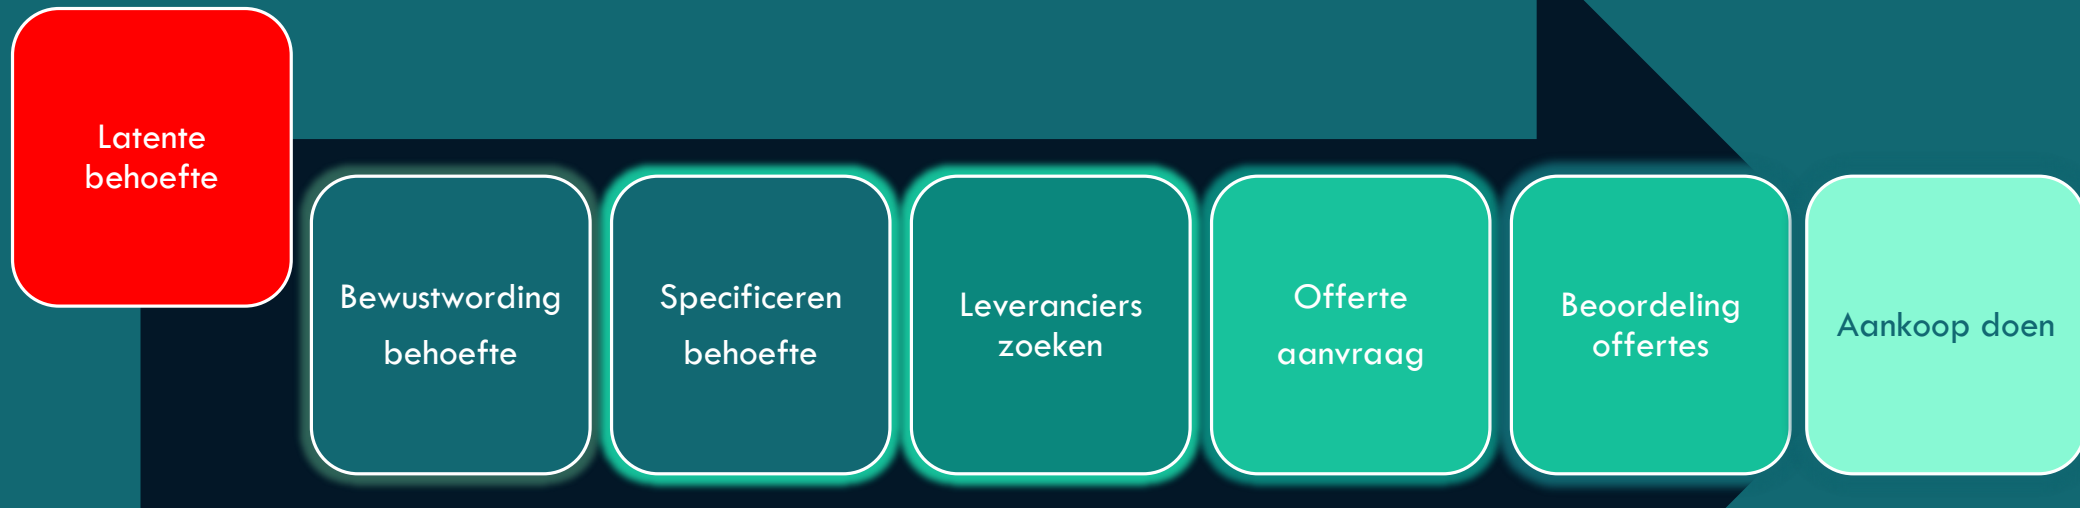 Latente
behoefte
Bewustwording
behoefte
Specificeren
behoefte
Leveranciers
zoeken
Offerte
aanvraag
Beoordeling
offertes
Aankoop doen